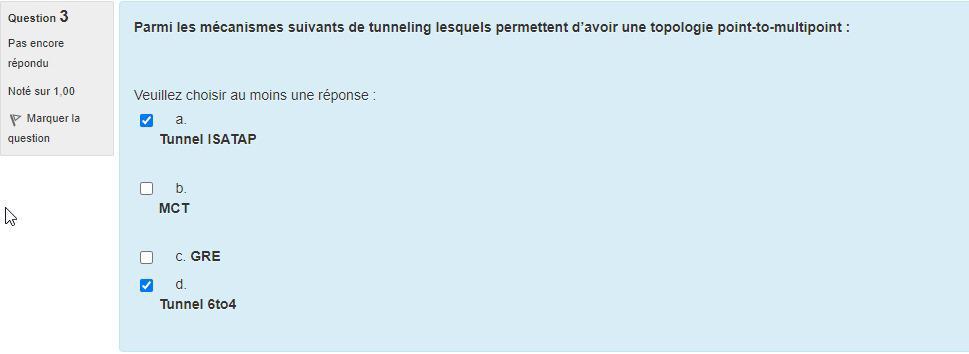 Question 3
Pas encore
répondu
Noté sur 1,00
Marquer la
question
Parmi les mécanismes suivants de tunneling lesquels permettent d'avoir une topologie point-to-multipoint :
Veuillez choisir au moins une réponse :
a.
Tunnel ISATAP
b.
MCT
c. GRE
d.
Tunnel 6to4